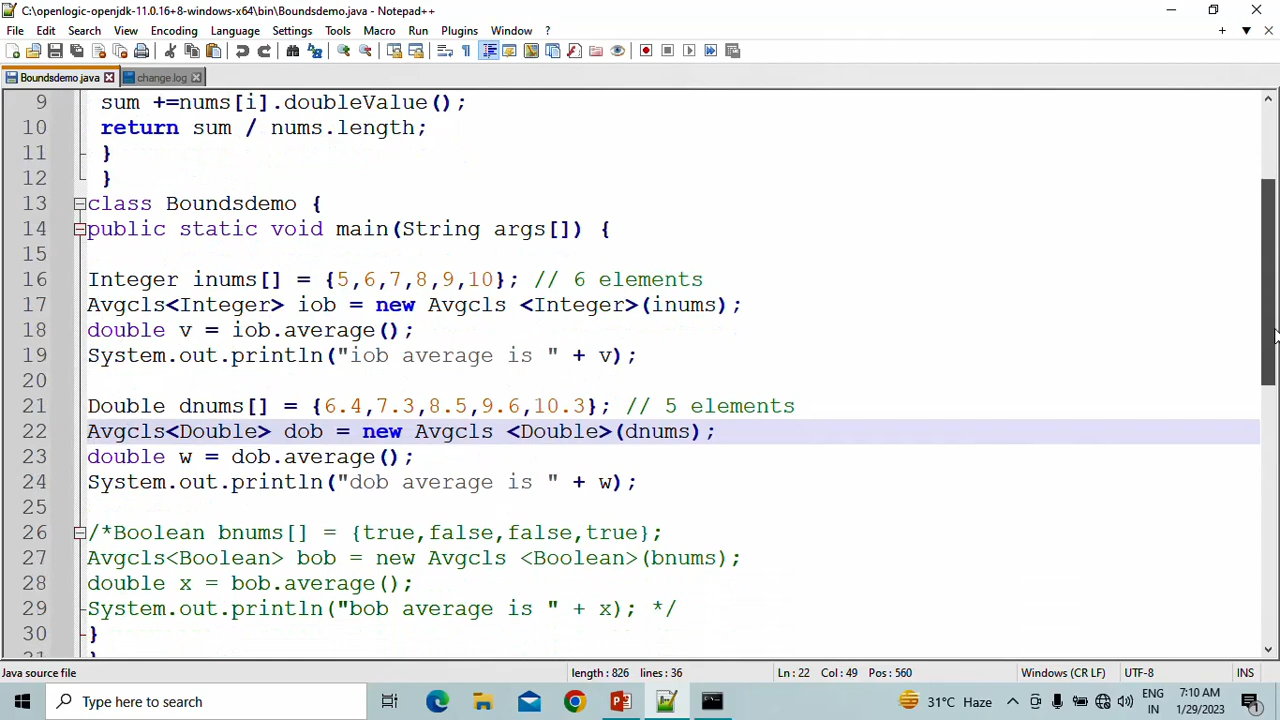 C:\openlogic-openjdk-11.0.16+8-windows-x64\bin\Boundsdemo.java - Notepad++
File Edit Search View Encoding Language Settings Tools Macro Run Plugins Window ?
Boundsdemo.java change.log
9 sum +=nums[i].doubleValue();
10 return sum / nums.length;
11 }
12 }
13 class Boundsdemo {
14 public static void main(String args[]) {
15
16 Integer inums[] = {5,6,7,8,9,10}; // 6 elements
17 Avgcls<Integer> iob = new Avgcls <Integer>(inums);
18 double v = iob.average();
19 System.out.println("iob average is " + v);
20
21 Double dnums[] = {6.4,7.3,8.5,9.6,10.3}; // 5 elements
22 Avgcls<Double> dob = new Avgcls <Double>(dnums);
23 double w = dob.average();
24 System.out.println("dob average is " + w);
25
26 /*Boolean bnums[] = {true,false,false,true};
27 Avgcls<Boolean> bob = new Avgcls <Boolean>(bnums);
28 double x = bob.average();
29 System.out.println("bob average is " + x); */
30 }
Java source file length : 826 lines : 36 Ln : 22 Col : 49 Pos : 560 Windows (CR LF) UTF-8 INS
Type here to search 31°C Haze ENG 7:10 AM
IN 1/29/2023